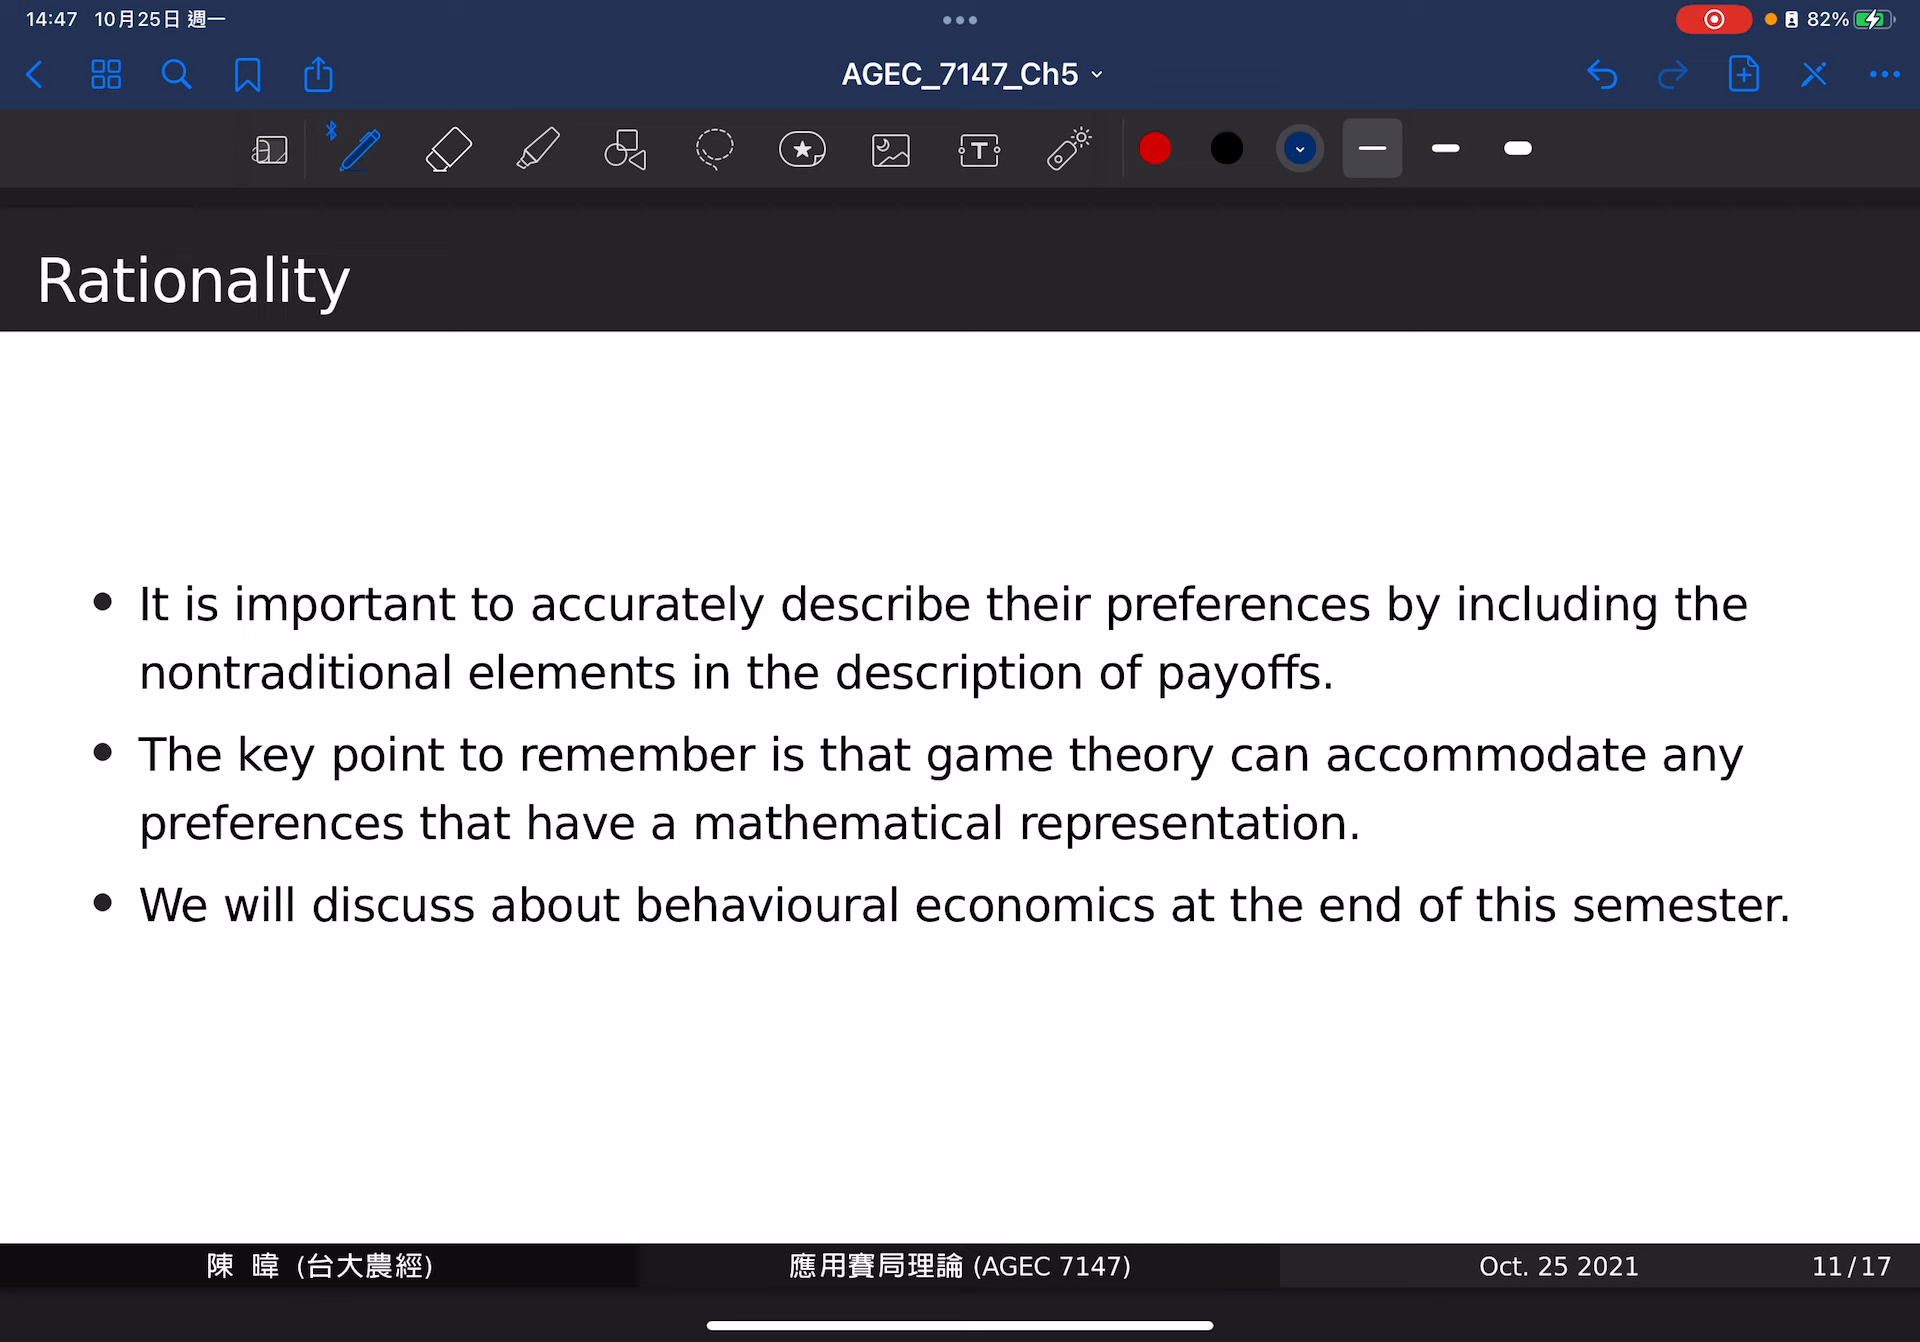 14:47 10月25日 週一
82%
AGEC_7147_Ch5
Rationality
• It is important to accurately describe their preferences by including the
nontraditional elements in the description of payoffs.
• The key point to remember is that game theory can accommodate any
preferences that have a mathematical representation.
• We will discuss about behavioural economics at the end of this semester.
陳 暐 (台大農經)
應用賽局理論 (AGEC 7147)
Oct. 25 2021
11/17